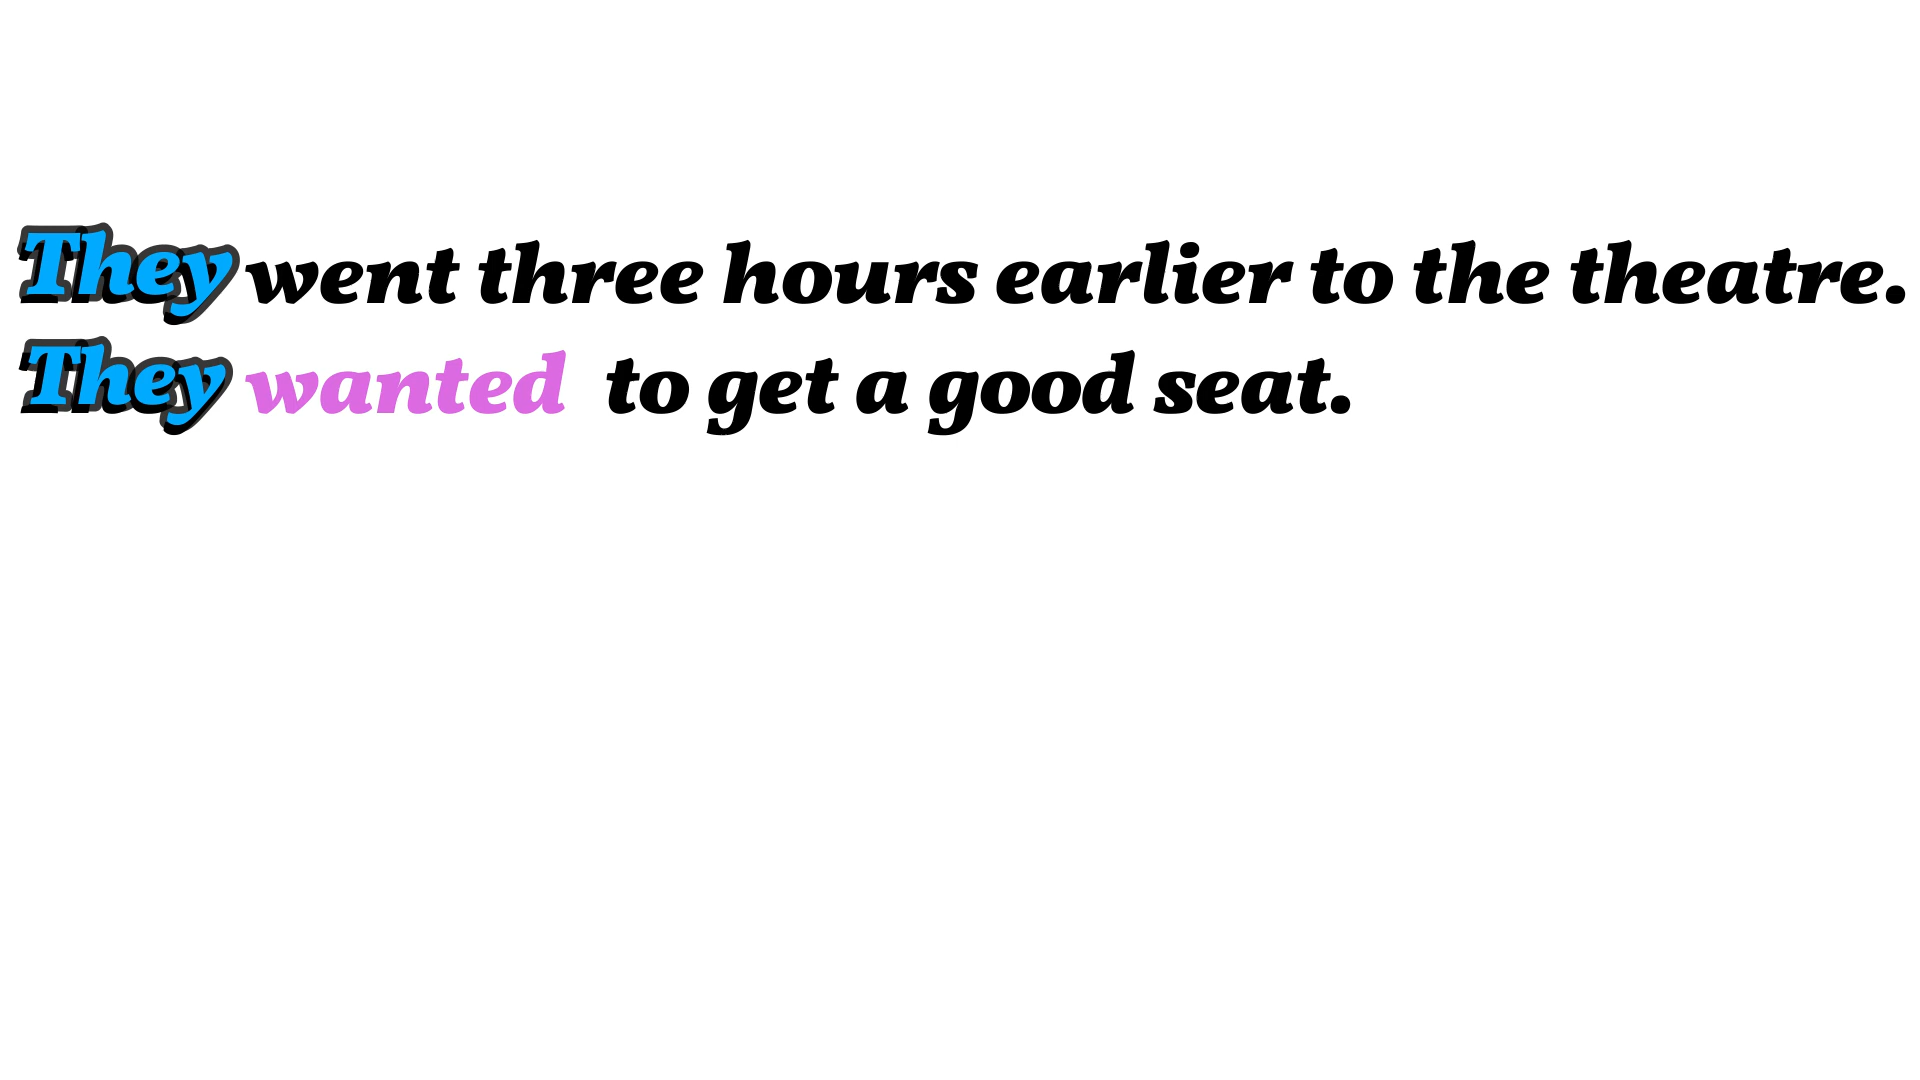 They went three hours earlier to the theatre.
They wanted to get a good seat.